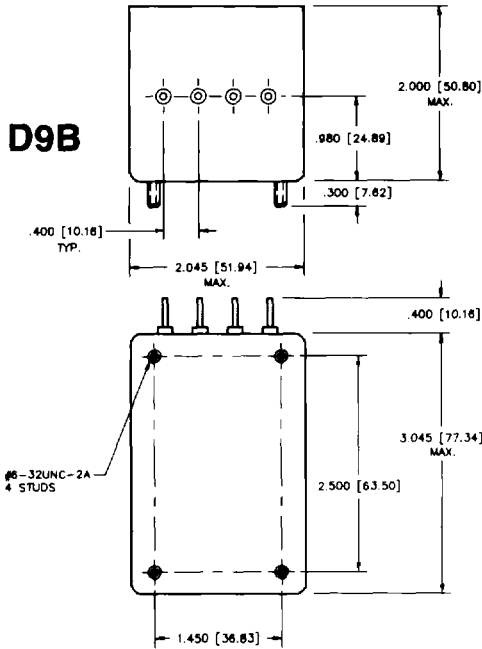 2.000 [50.80]
MAX.
D9B
.980 [24.89]
.300 [7.62]
.400 [10.16]
TYP.
2.045 [51.94]
MAX.
.400 [10.16]
3.045 [77.34]
MAX.
#6-32UNC-2A
4 STUDS
2.500 [63.50]
1.450 [36.83]